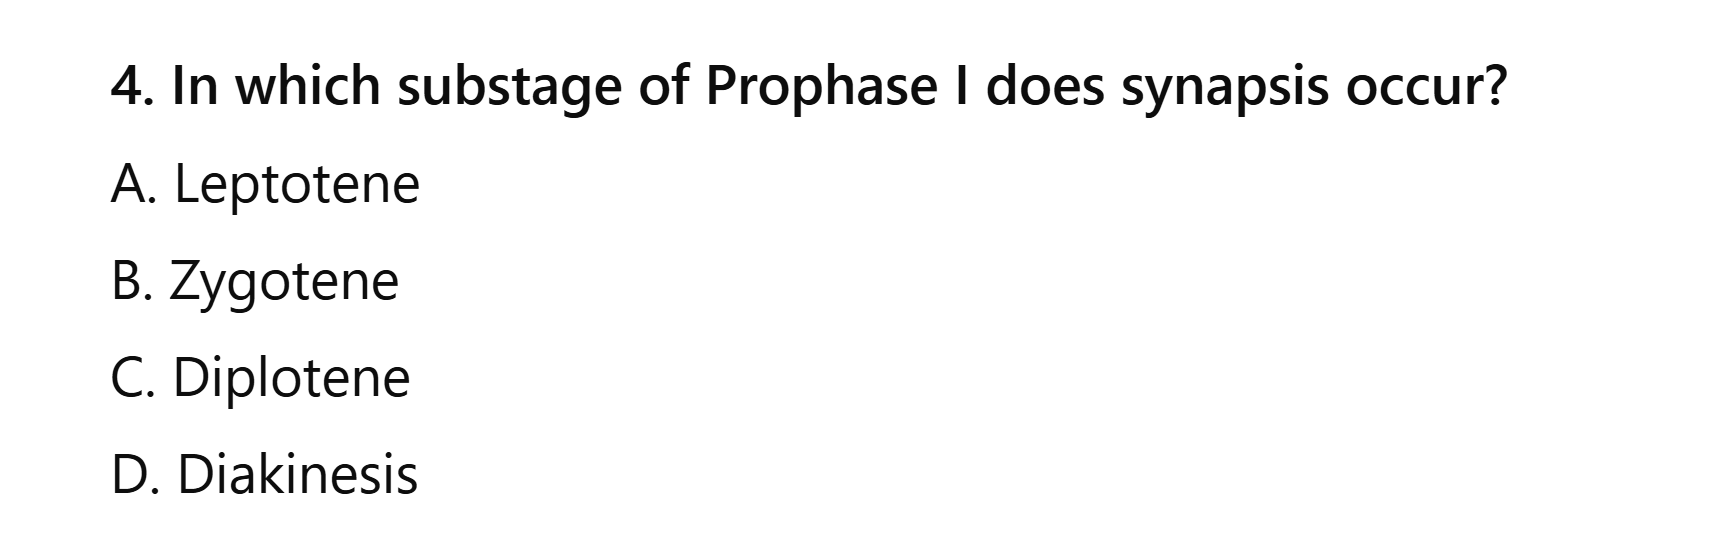 4. In which substage of Prophase I does synapsis occur?
A. Leptotene
B. Zygotene
C. Diplotene
D. Diakinesis